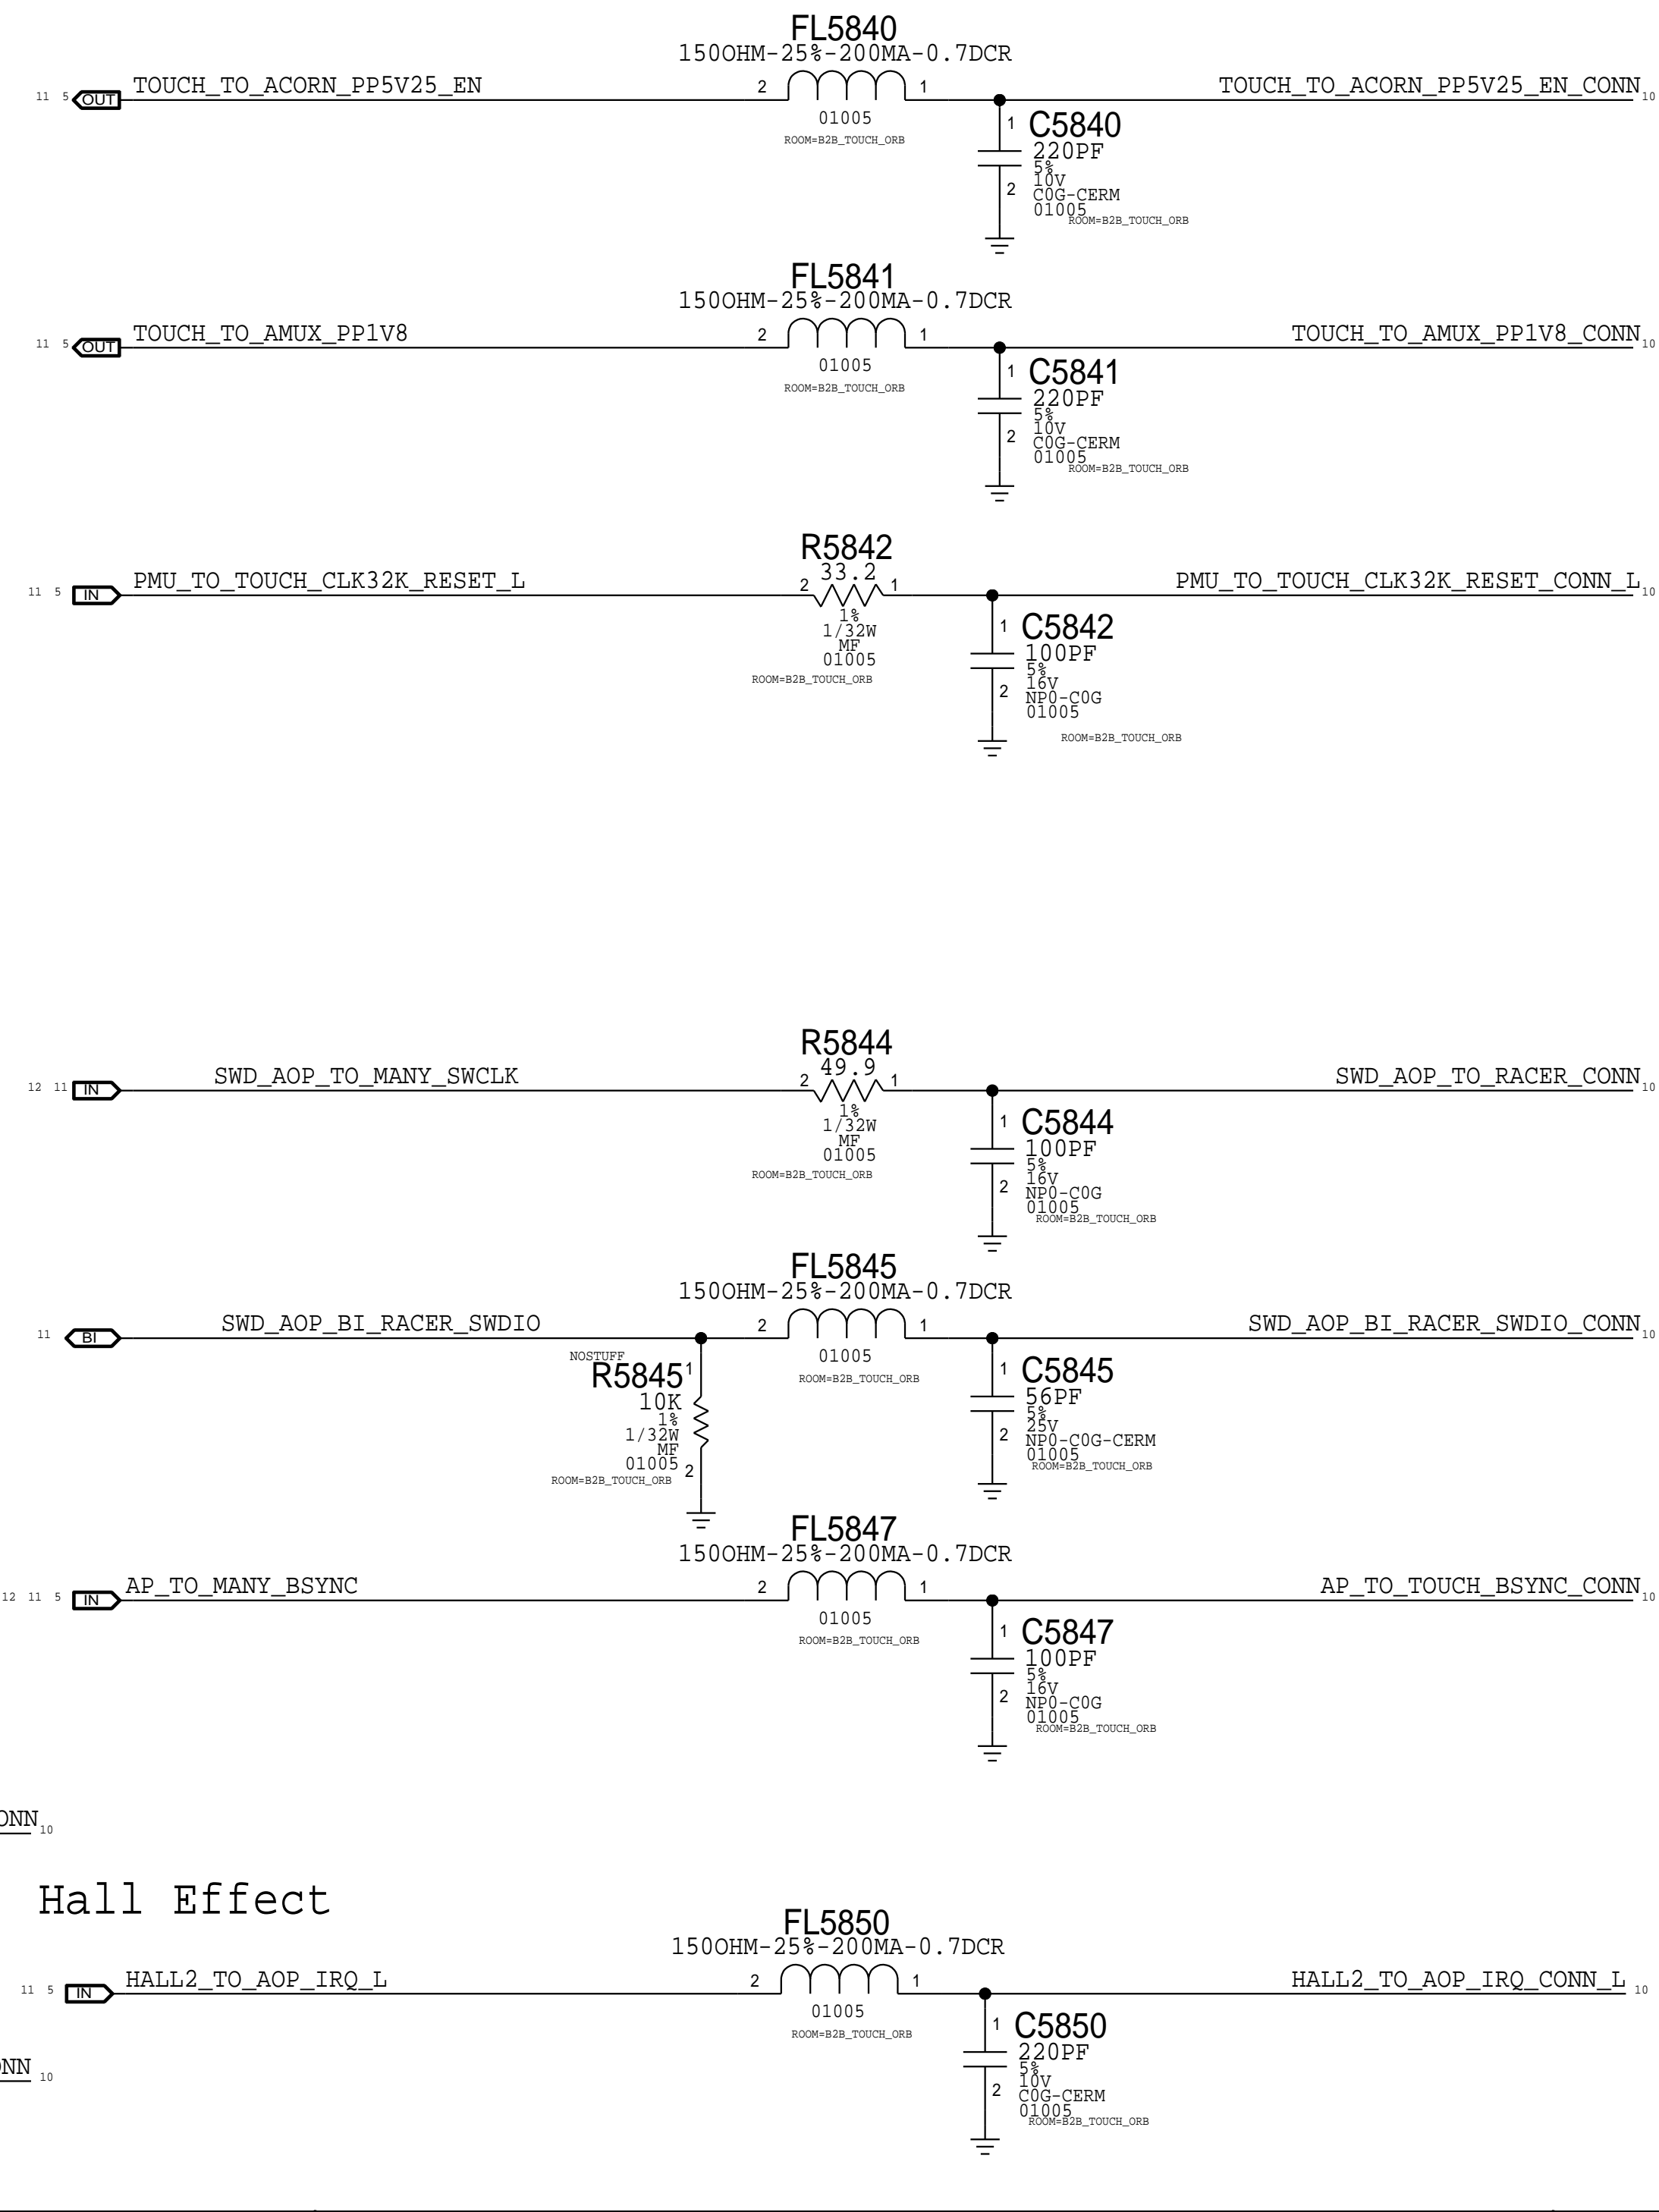 FL5840
150OHM-25%-200MA-0.7DCR
11 5 OUT TOUCH_TO_ACORN_PP5V25_EN 2 1 TOUCH_TO_ACORN_PP5V25_EN_CONN 10
01005
ROOM=B2B_TOUCH_ORB
1 C5840
220PF
5%
10V
2 C0G-CERM
01005
ROOM=B2B_TOUCH_ORB
FL5841
150OHM-25%-200MA-0.7DCR
11 5 OUT TOUCH_TO_AMUX_PP1V8 2 1 TOUCH_TO_AMUX_PP1V8_CONN 10
01005
ROOM=B2B_TOUCH_ORB
1 C5841
220PF
5%
10V
2 C0G-CERM
01005
ROOM=B2B_TOUCH_ORB
R5842
33.2
11 5 IN PMU_TO_TOUCH_CLK32K_RESET_L 2 1 PMU_TO_TOUCH_CLK32K_RESET_CONN_L 10
1%
1/32W
MF
01005
ROOM=B2B_TOUCH_ORB
1 C5842
100PF
5%
16V
2 NP0-C0G
01005
ROOM=B2B_TOUCH_ORB
R5844
49.9
12 11 IN SWD_AOP_TO_MANY_SWCLK 2 1 SWD_AOP_TO_RACER_CONN 10
1%
1/32W
MF
01005
ROOM=B2B_TOUCH_ORB
1 C5844
100PF
5%
16V
2 NP0-C0G
01005
ROOM=B2B_TOUCH_ORB
FL5845
150OHM-25%-200MA-0.7DCR
11 BI SWD_AOP_BI_RACER_SWDIO 2 1 SWD_AOP_BI_RACER_SWDIO_CONN 10
01005
ROOM=B2B_TOUCH_ORB
NOSTUFF
R5845 1
10K
1%
1/32W
MF
01005 2
ROOM=B2B_TOUCH_ORB
1 C5845
56PF
5%
25V
2 NP0-C0G-CERM
01005
ROOM=B2B_TOUCH_ORB
FL5847
150OHM-25%-200MA-0.7DCR
12 11 5 IN AP_TO_MANY_BSYNC 2 1 AP_TO_TOUCH_BSYNC_CONN 10
01005
ROOM=B2B_TOUCH_ORB
1 C5847
100PF
5%
16V
2 NP0-C0G
01005
ROOM=B2B_TOUCH_ORB
ONN 10
Hall Effect
FL5850
150OHM-25%-200MA-0.7DCR
11 5 IN HALL2_TO_AOP_IRQ_L 2 1 HALL2_TO_AOP_IRQ_CONN_L 10
01005
ROOM=B2B_TOUCH_ORB
1 C5850
220PF
5%
10V
2 C0G-CERM
01005
ROOM=B2B_TOUCH_ORB
NN 10